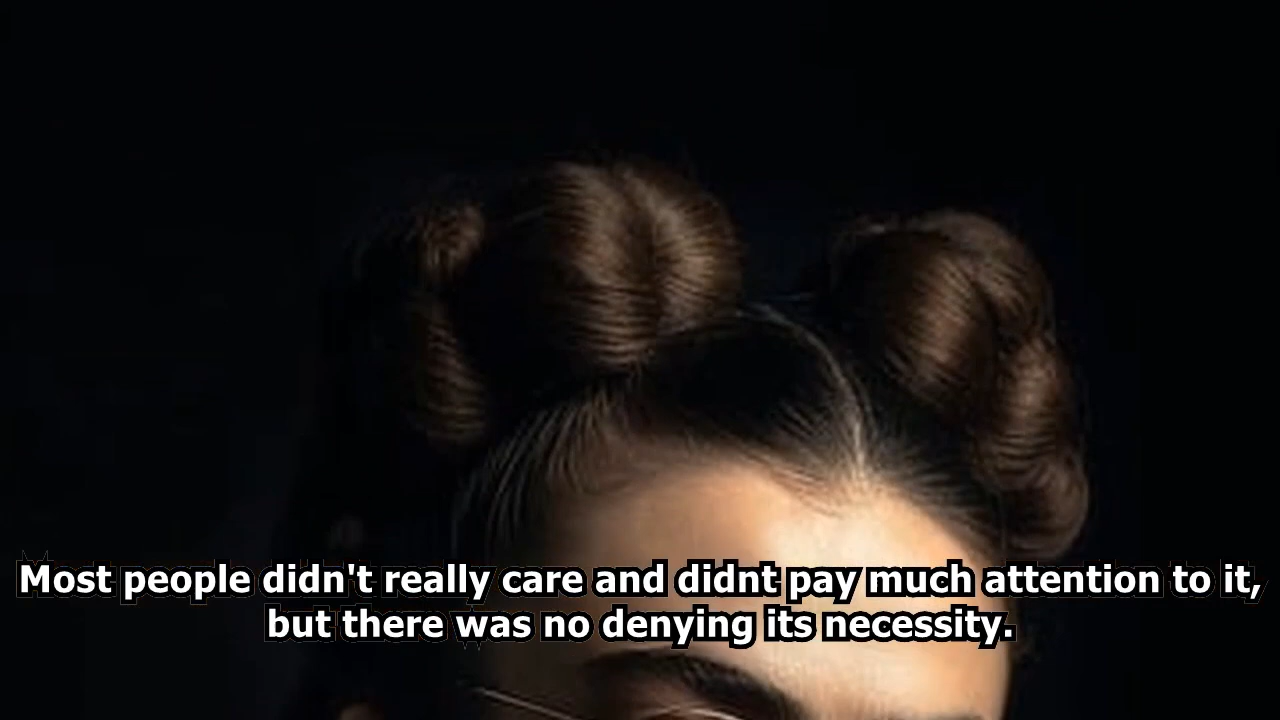 Most people didn't really care and didnt pay much attention to it,
but there was no denying its necessity.